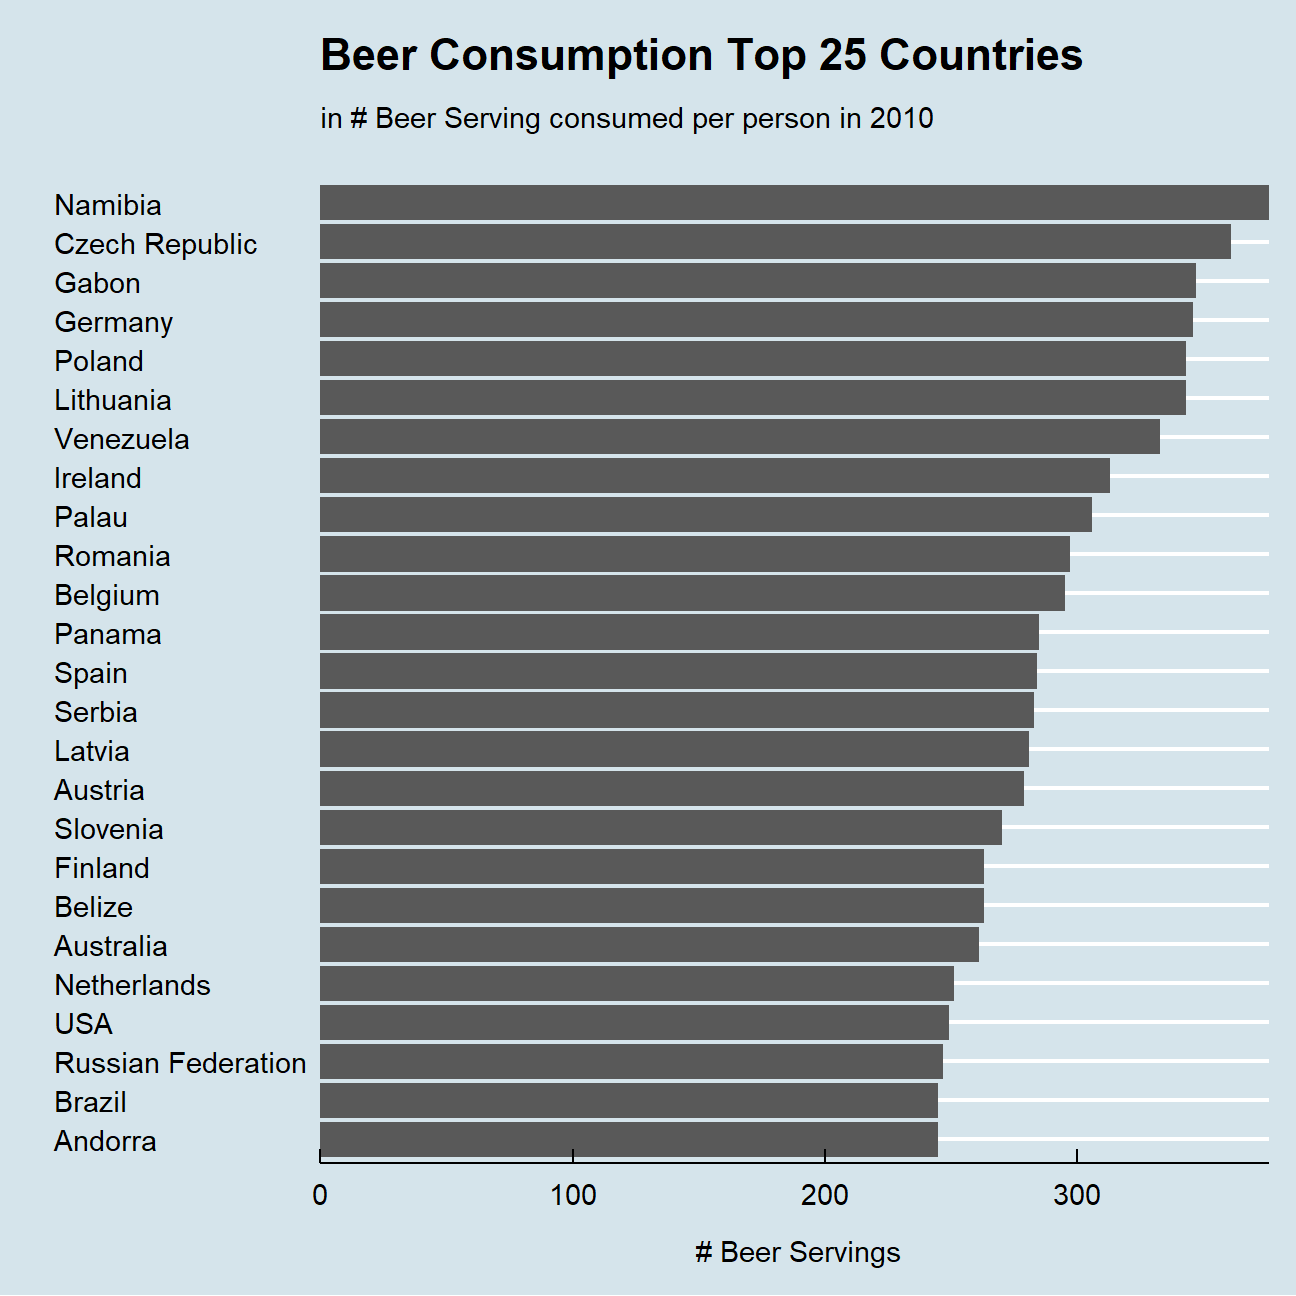 Beer Consumption Top 25 Countries
in # Beer Serving consumed per person in 2010
Namibia
Czech Republic
Gabon
Germany
Poland
Lithuania
Venezuela
Ireland
Palau
Romania
Belgium
Panama
Spain
Serbia
Latvia
Austria
Slovenia
Finland
Belize
Australia
Netherlands
USA
Russian Federation
Brazil
Andorra
0 100 200 300
# Beer Servings